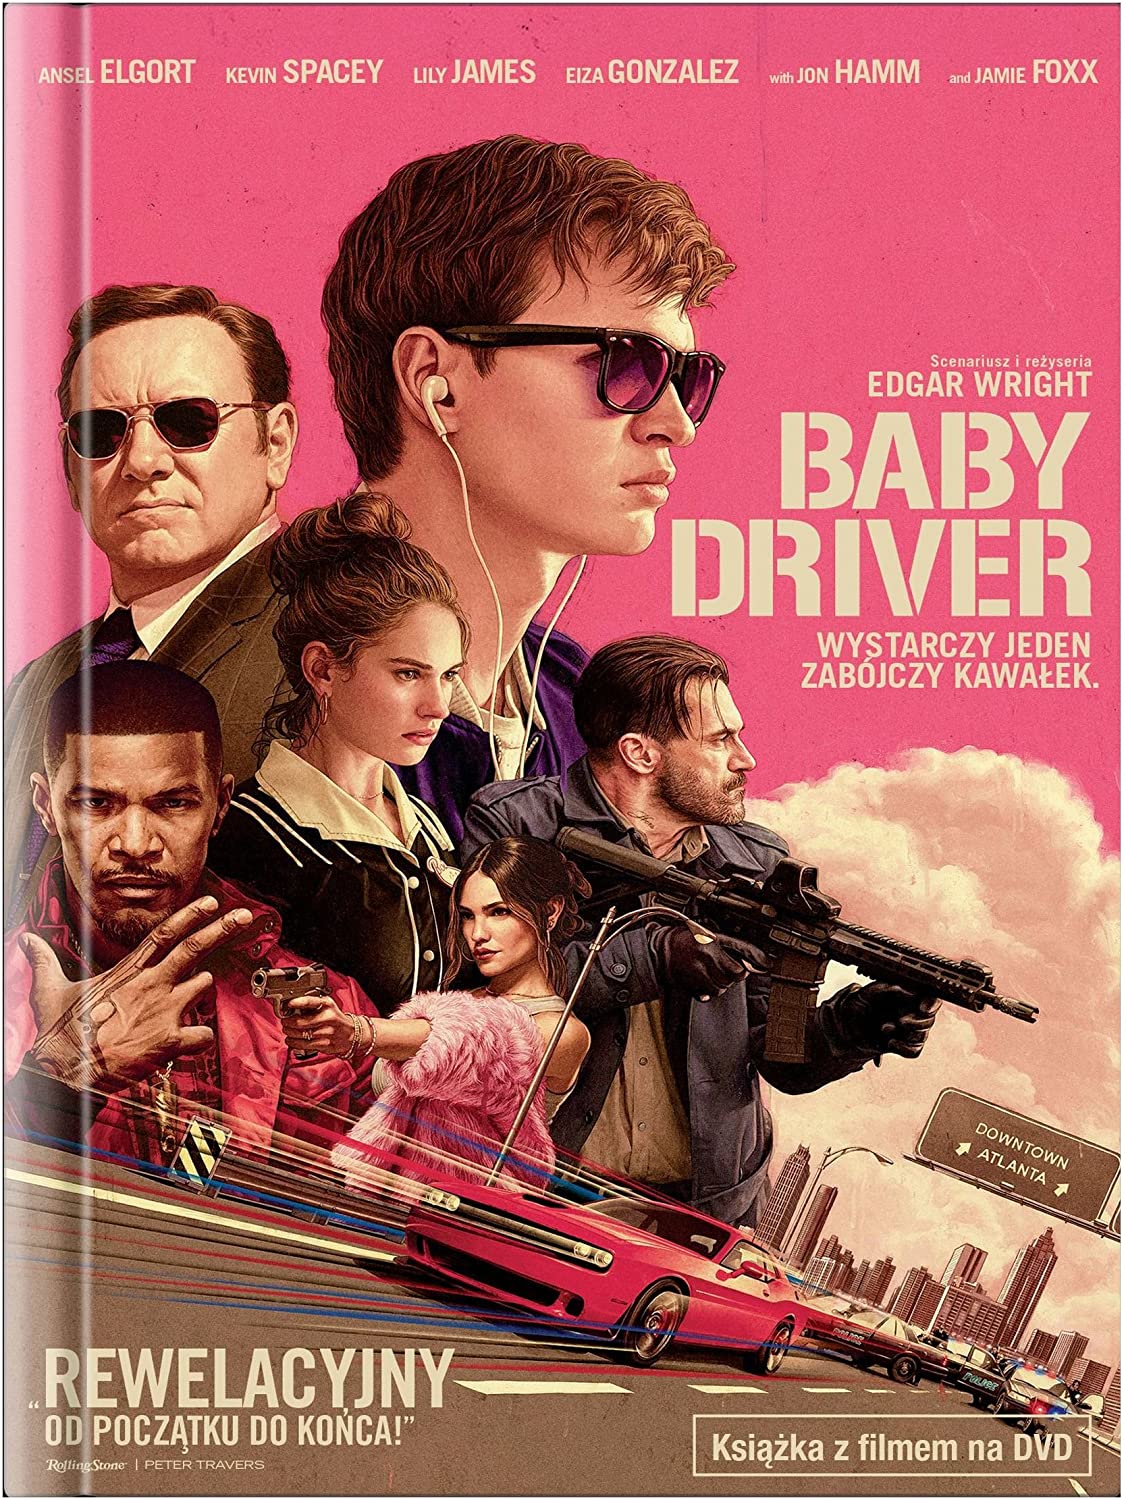 ANSEL ELGORT KEVIN SPACEY LILY JAMES EIZA GONZALEZ with JON HAMM and JAMIE FOXX
Scenariusz i reżyseria
EDGAR WRIGHT
BABY
DRIVER
WYSTARCZY JEDEN
ZABÓJCZY KAWAŁEK.
DOWNTOWN
ATLANTA
POLICE
POLICE
„REWELACYJNY
OD POCZĄTKU DO KOŃCA!”
RollingStone | PETER TRAVERS
Książka z filmem na DVD